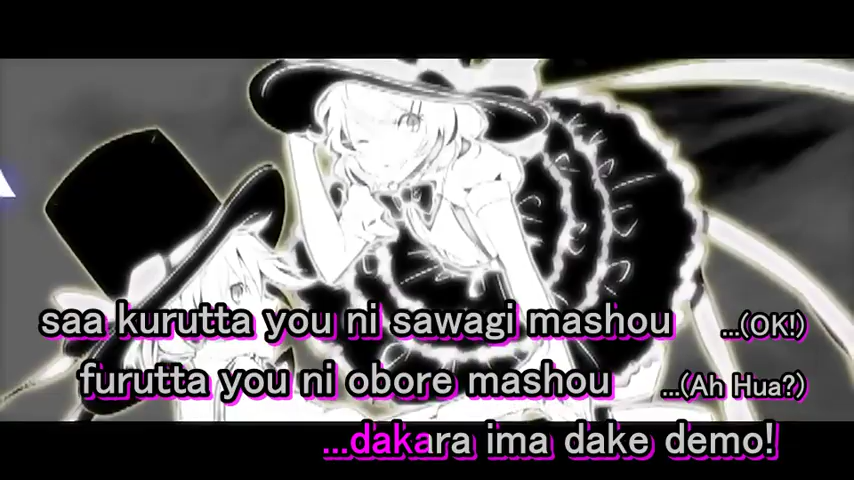 saa kurutta you ni sawagi mashou ...(OK!)
furutta you ni obore mashou ...(Ah Hua?)
...dakara ima dake demo!